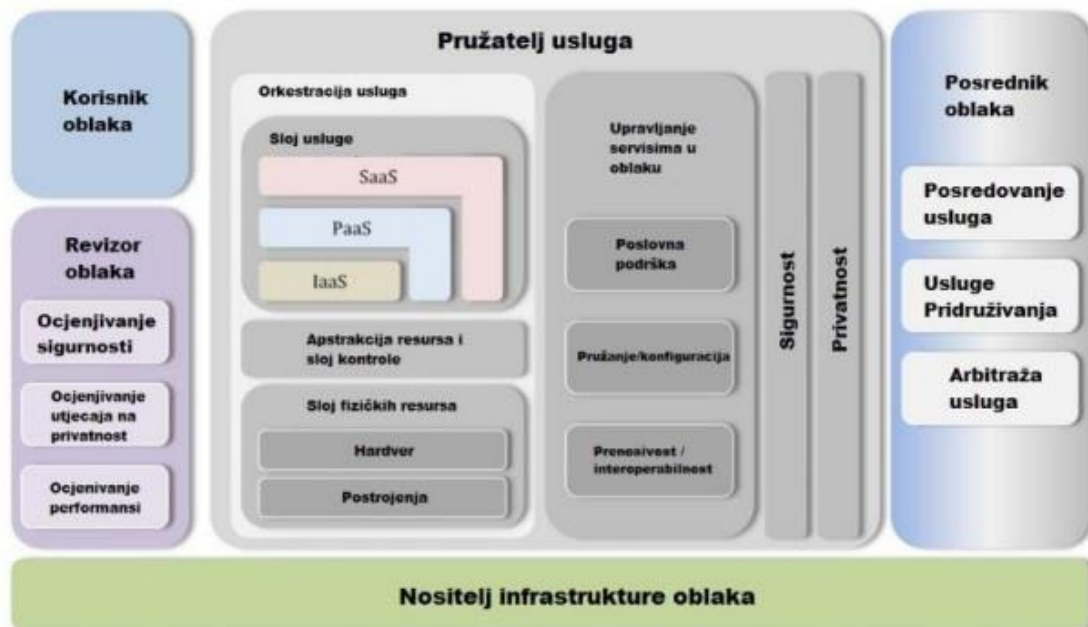 Korisnik
oblaka
Revizor
oblaka
Ocjenjivanje
sigurnosti
Ocjenjivanje
utjecaja na
privatnost
Ocjenivanje
performansi
Pružatelj usluga
Orkestracija usluga
Sloj usluge
SaaS
PaaS
IaaS
Apstrakcija resursa i
sloj kontrole
Sloj fizičkih resursa
Hardver
Postrojenja
Upravljanje
servisima u
oblaku
Poslovna
podrška
Pružanje/konfiguracija
Prenosivost /
interoperabilnost
Sigurnost
Privatnost
Posrednik
oblaka
Posredovanje
usluga
Usluge
Pridruživanja
Arbitraža
usluga
Nositelj infrastrukture oblaka